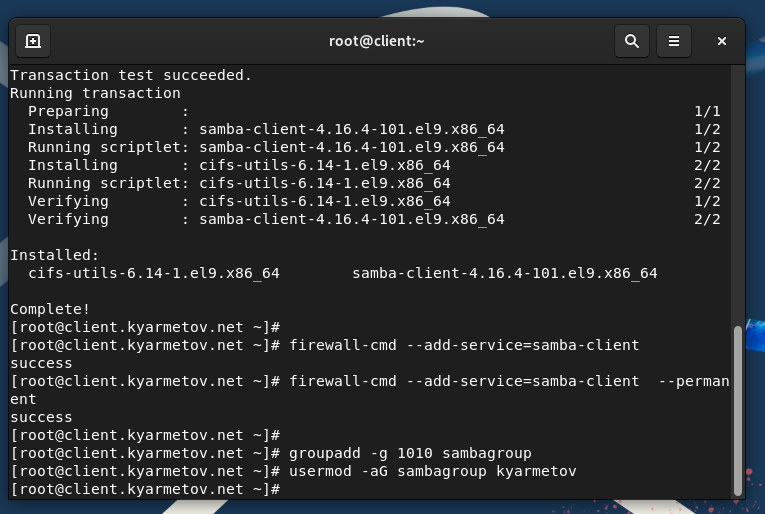 root@client:~
Transaction test succeeded.
Running transaction
  Preparing        :                                                        1/1
  Installing       : samba-client-4.16.4-101.el9.x86_64                     1/2
  Running scriptlet: samba-client-4.16.4-101.el9.x86_64                     1/2
  Installing       : cifs-utils-6.14-1.el9.x86_64                           2/2
  Running scriptlet: cifs-utils-6.14-1.el9.x86_64                           2/2
  Verifying        : cifs-utils-6.14-1.el9.x86_64                           1/2
  Verifying        : samba-client-4.16.4-101.el9.x86_64                     2/2
Installed:
  cifs-utils-6.14-1.el9.x86_64        samba-client-4.16.4-101.el9.x86_64
Complete!
[root@client.kyarmetov.net ~]#
[root@client.kyarmetov.net ~]# firewall-cmd --add-service=samba-client
success
[root@client.kyarmetov.net ~]# firewall-cmd --add-service=samba-client  --perman
ent
success
[root@client.kyarmetov.net ~]#
[root@client.kyarmetov.net ~]# groupadd -g 1010 sambagroup
[root@client.kyarmetov.net ~]# usermod -aG sambagroup kyarmetov
[root@client.kyarmetov.net ~]#